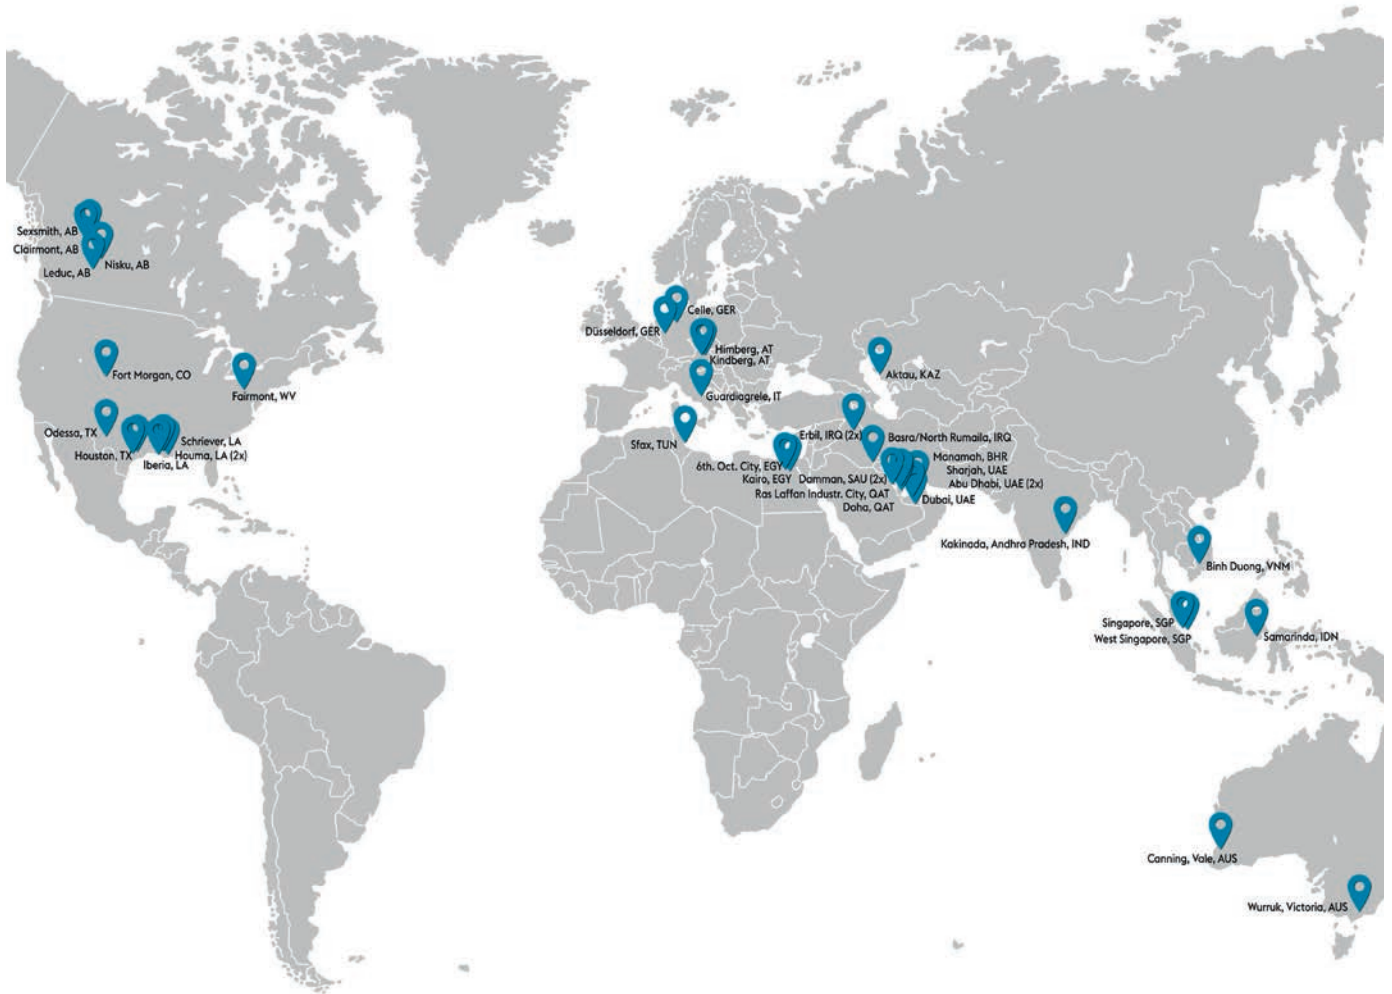 Sexsmith, AB
Clairmont, AB
Nisku, AB
Leduc, AB
Fort Morgan, CO
Fairmont, WV
Odessa, TX
Houston, TX
Schriever, LA
Houma, LA (2x)
Iberia, LA
Celle, GER
Düsseldorf, GER
Himberg, AT
Kindberg, AT
Guardiagrele, IT
Sfax, TUN
Aktau, KAZ
Erbil, IRQ (2x)
Basra/North Rumaila, IRQ
6th. Oct. City, EGY
Kairo, EGY
Damman, SAU (2x)
Ras Laffan Industr. City, QAT
Doha, QAT
Manamah, BHR
Sharjah, UAE
Abu Dhabi, UAE (2x)
Dubai, UAE
Kakinada, Andhra Pradesh, IND
Binh Duong, VNM
Singapore, SGP
West Singapore, SGP
Samarinda, IDN
Canning, Vale, AUS
Wurruk, Victoria, AUS